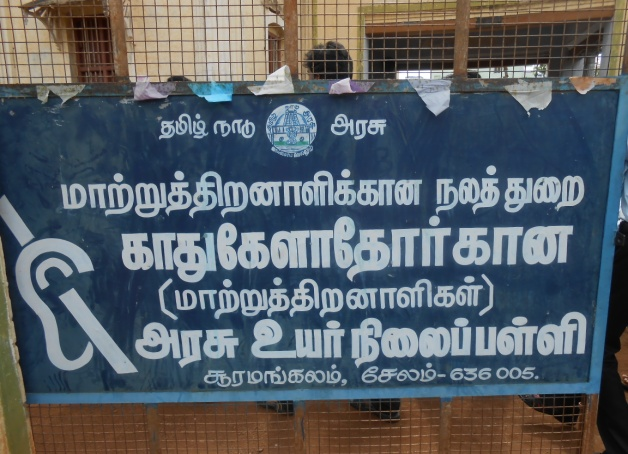 தமிழ் நாடு அரசு
மாற்றுத்திறனாளிக்கான நலத்துறை
காதுகேளாதோர்கான
(மாற்றுத்திறனாளிகள்)
அரசு உயர்நிலைப்பள்ளி
சூரமங்கலம், சேலம்-636 005.